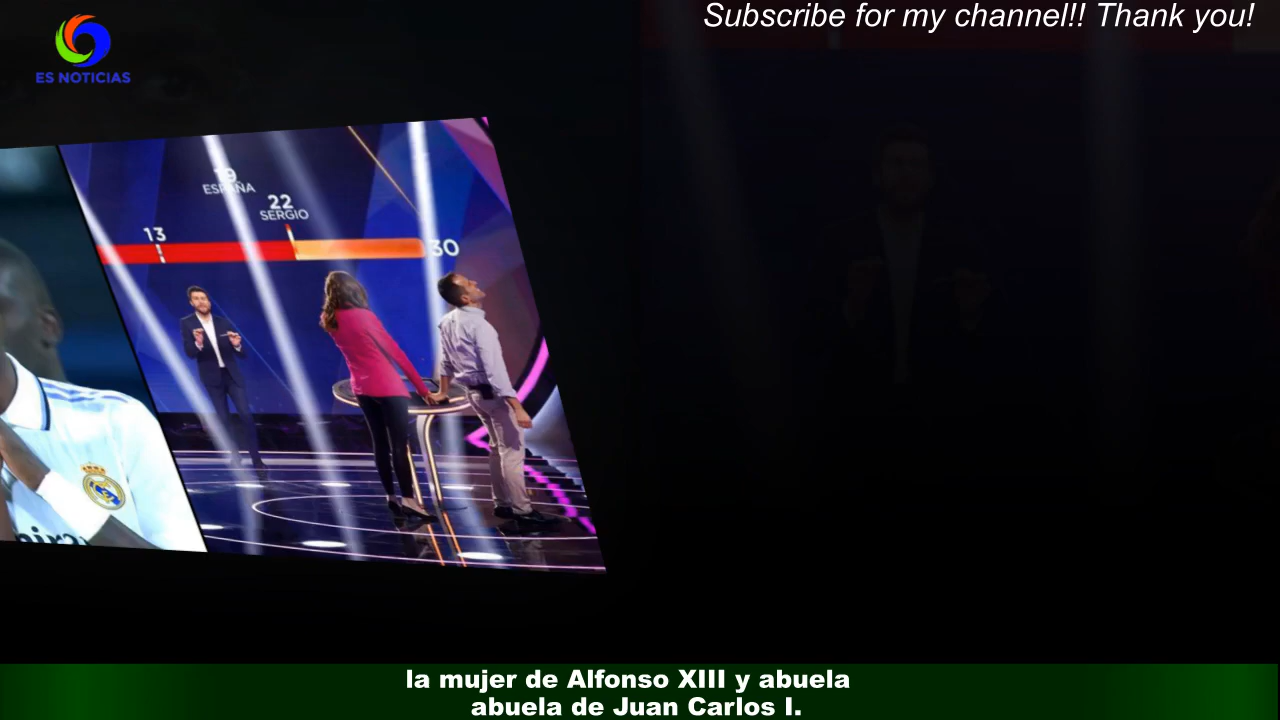 Subscribe for my channel!! Thank you!
ES NOTICIAS
19
ESPAÑA
22
SERGIO
13
30
la mujer de Alfonso XIII y abuela
abuela de Juan Carlos I.